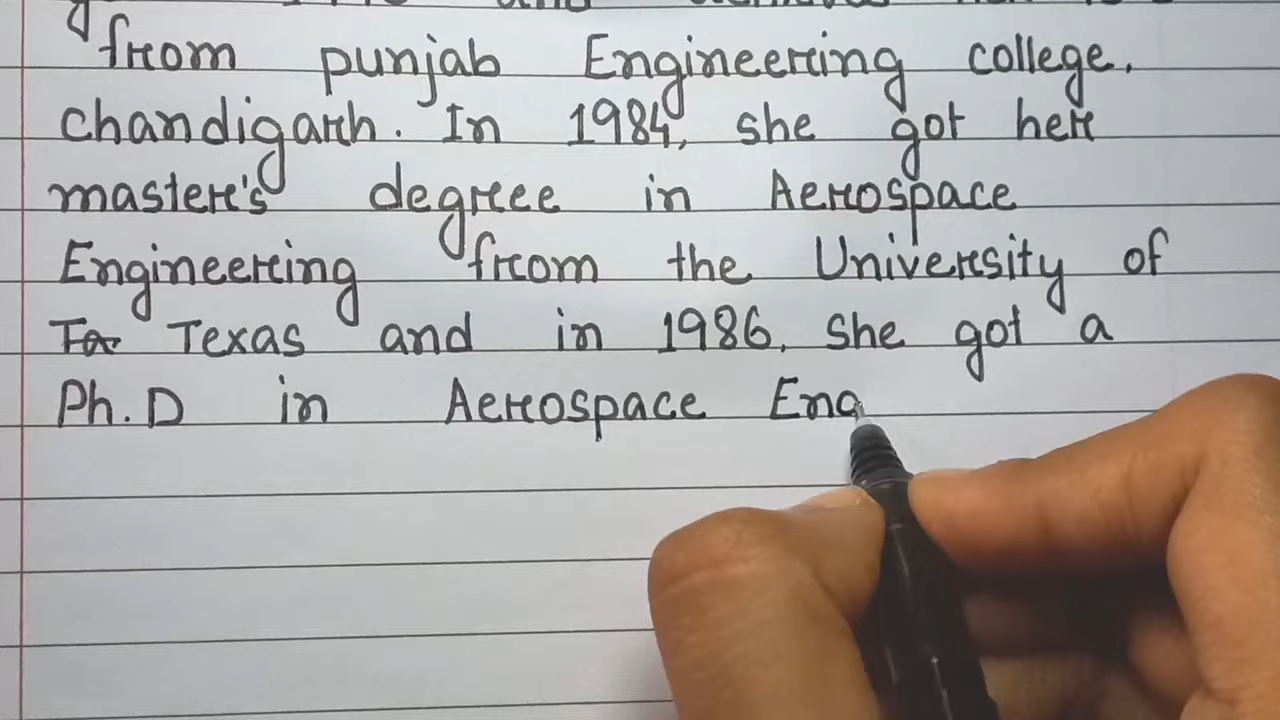 from punjab Engineering college,
chandigarh. In 1984, she got her
master's degree in Aerospace
Engineering from the University of
Texas and in 1986, she got a
Ph.D in Aerospace Eng